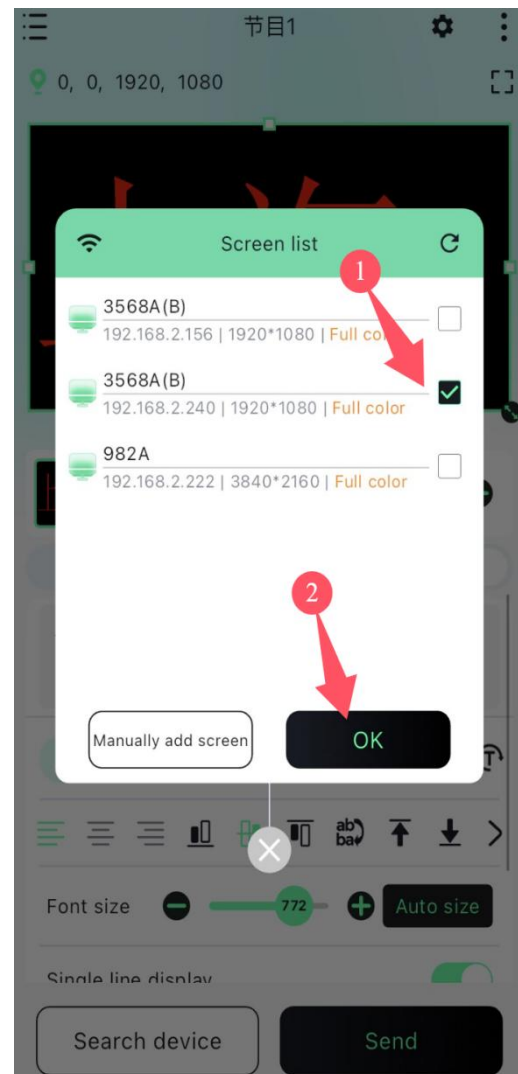 节目1
0, 0, 1920, 1080
Screen list
1
3568A(B)
192.168.2.156 | 1920*1080 | Full
3568A(B)
192.168.2.240 | 1920*1080 | Full color
982A
192.168.2.222 | 3840*2160 | Full color
2
Manually add screen
OK
ab
ba
Font size
772
Auto size
Single line display
Search device
Send